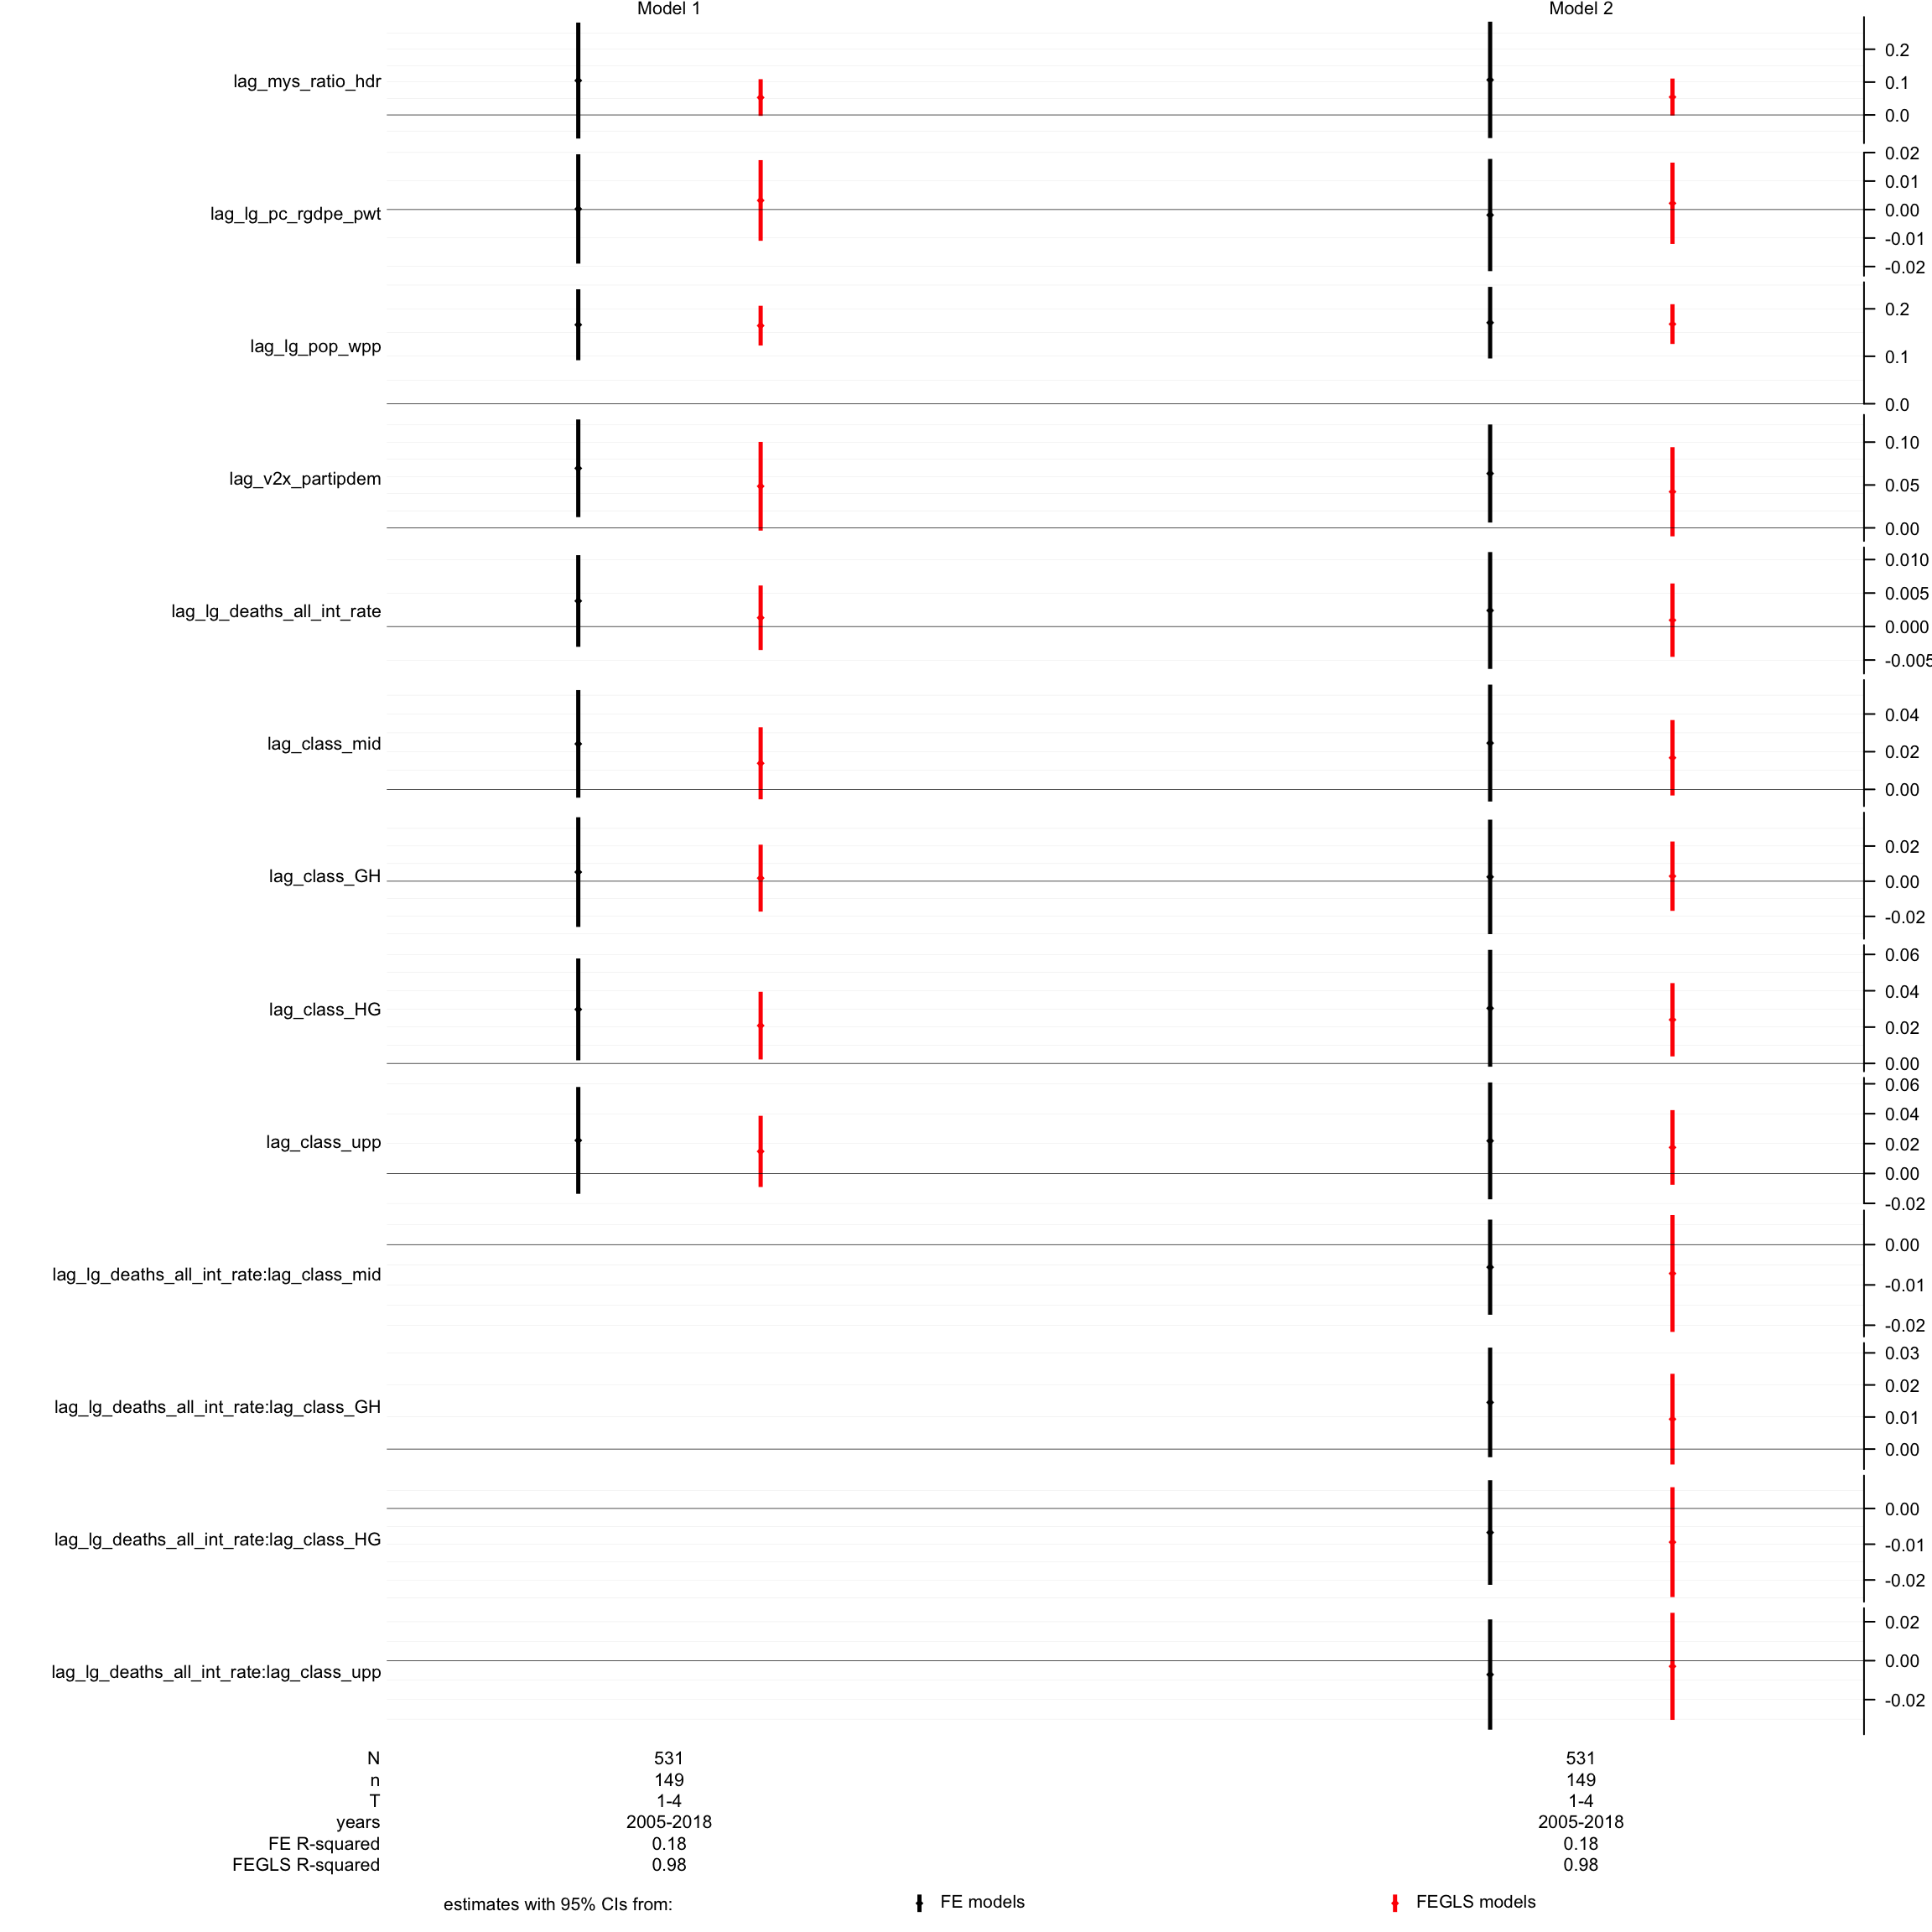 Model 1 Model 2
lag_mys_ratio_hdr
0.2
0.1
0.0
lag_lg_pc_rgdpe_pwt
0.02
0.01
0.00
-0.01
-0.02
lag_lg_pop_wpp
0.2
0.1
0.0
lag_v2x_partipdem
0.10
0.05
0.00
lag_lg_deaths_all_int_rate
0.010
0.005
0.000
-0.005
lag_class_mid
0.04
0.02
0.00
lag_class_GH
0.02
0.00
-0.02
lag_class_HG
0.06
0.04
0.02
0.00
lag_class_upp
0.06
0.04
0.02
0.00
-0.02
lag_lg_deaths_all_int_rate:lag_class_mid
0.00
-0.01
-0.02
lag_lg_deaths_all_int_rate:lag_class_GH
0.03
0.02
0.01
0.00
lag_lg_deaths_all_int_rate:lag_class_HG
0.00
-0.01
-0.02
lag_lg_deaths_all_int_rate:lag_class_upp
0.02
0.00
-0.02
N 531 531
n 149 149
T 1-4 1-4
years 2005-2018 2005-2018
FE R-squared 0.18 0.18
FEGLS R-squared 0.98 0.98
estimates with 95% CIs from: FE models FEGLS models